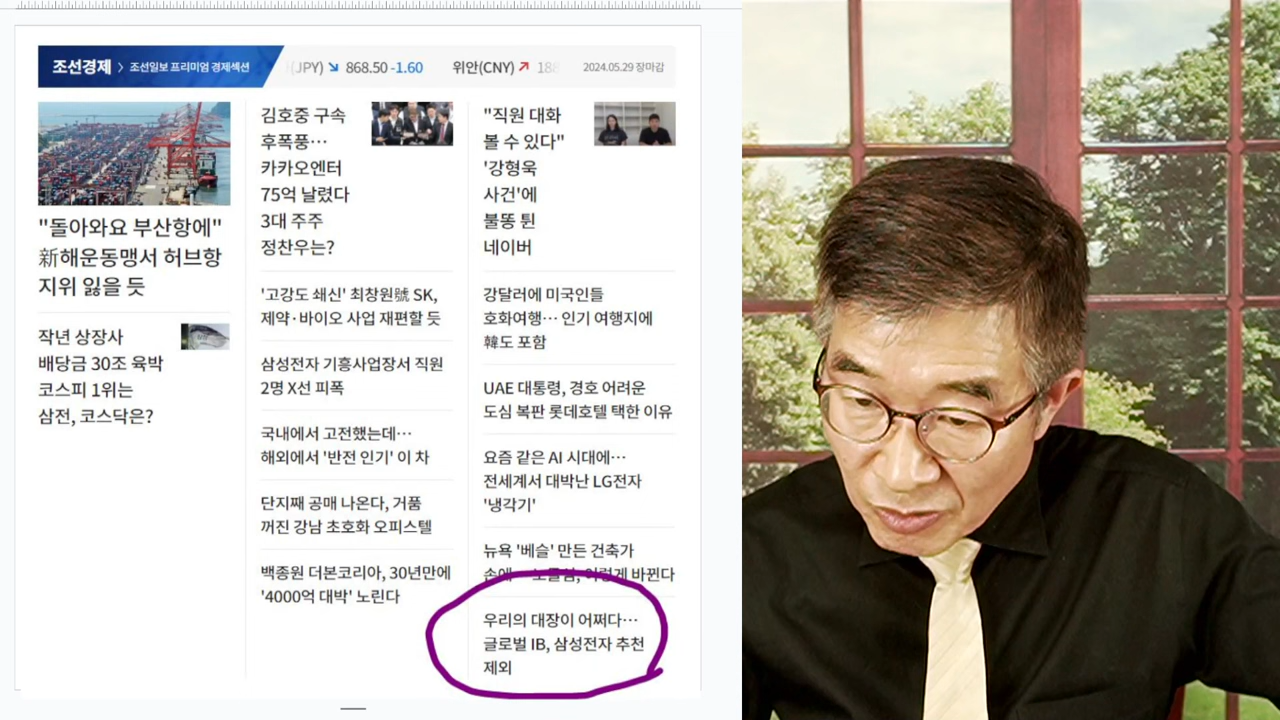 조선경제 > 조선일보 프리미엄 경제섹션
(JPY) ↘ 868.50 -1.60 위안(CNY) ↗ 188 2024.05.29 장마감
"돌아와요 부산항에"
新해운동맹서 허브항
지위 잃을 듯
작년 상장사
배당금 30조 육박
코스피 1위는
삼전, 코스닥은?
김호중 구속
후폭풍…
카카오엔터
75억 날렸다
3대 주주
정찬우는?
'고강도 쇄신' 최창원號 SK,
제약·바이오 사업 재편할 듯
삼성전자 기흥사업장서 직원
2명 X선 피폭
국내에서 고전했는데…
해외에서 '반전 인기' 이 차
단지째 공매 나온다, 거품
꺼진 강남 초호화 오피스텔
백종원 더본코리아, 30년만에
'4000억 대박' 노린다
"직원 대화
볼 수 있다"
'강형욱
사건'에
불똥 튄
네이버
강달러에 미국인들
호화여행… 인기 여행지에
韓도 포함
UAE 대통령, 경호 어려운
도심 복판 롯데호텔 택한 이유
요즘 같은 AI 시대에…
전세계서 대박난 LG전자
'냉각기'
뉴욕 '베슬' 만든 건축가
손에… 노들섬, 이렇게 바뀐다
우리의 대장이 어쩌다…
글로벌 IB, 삼성전자 추천
제외